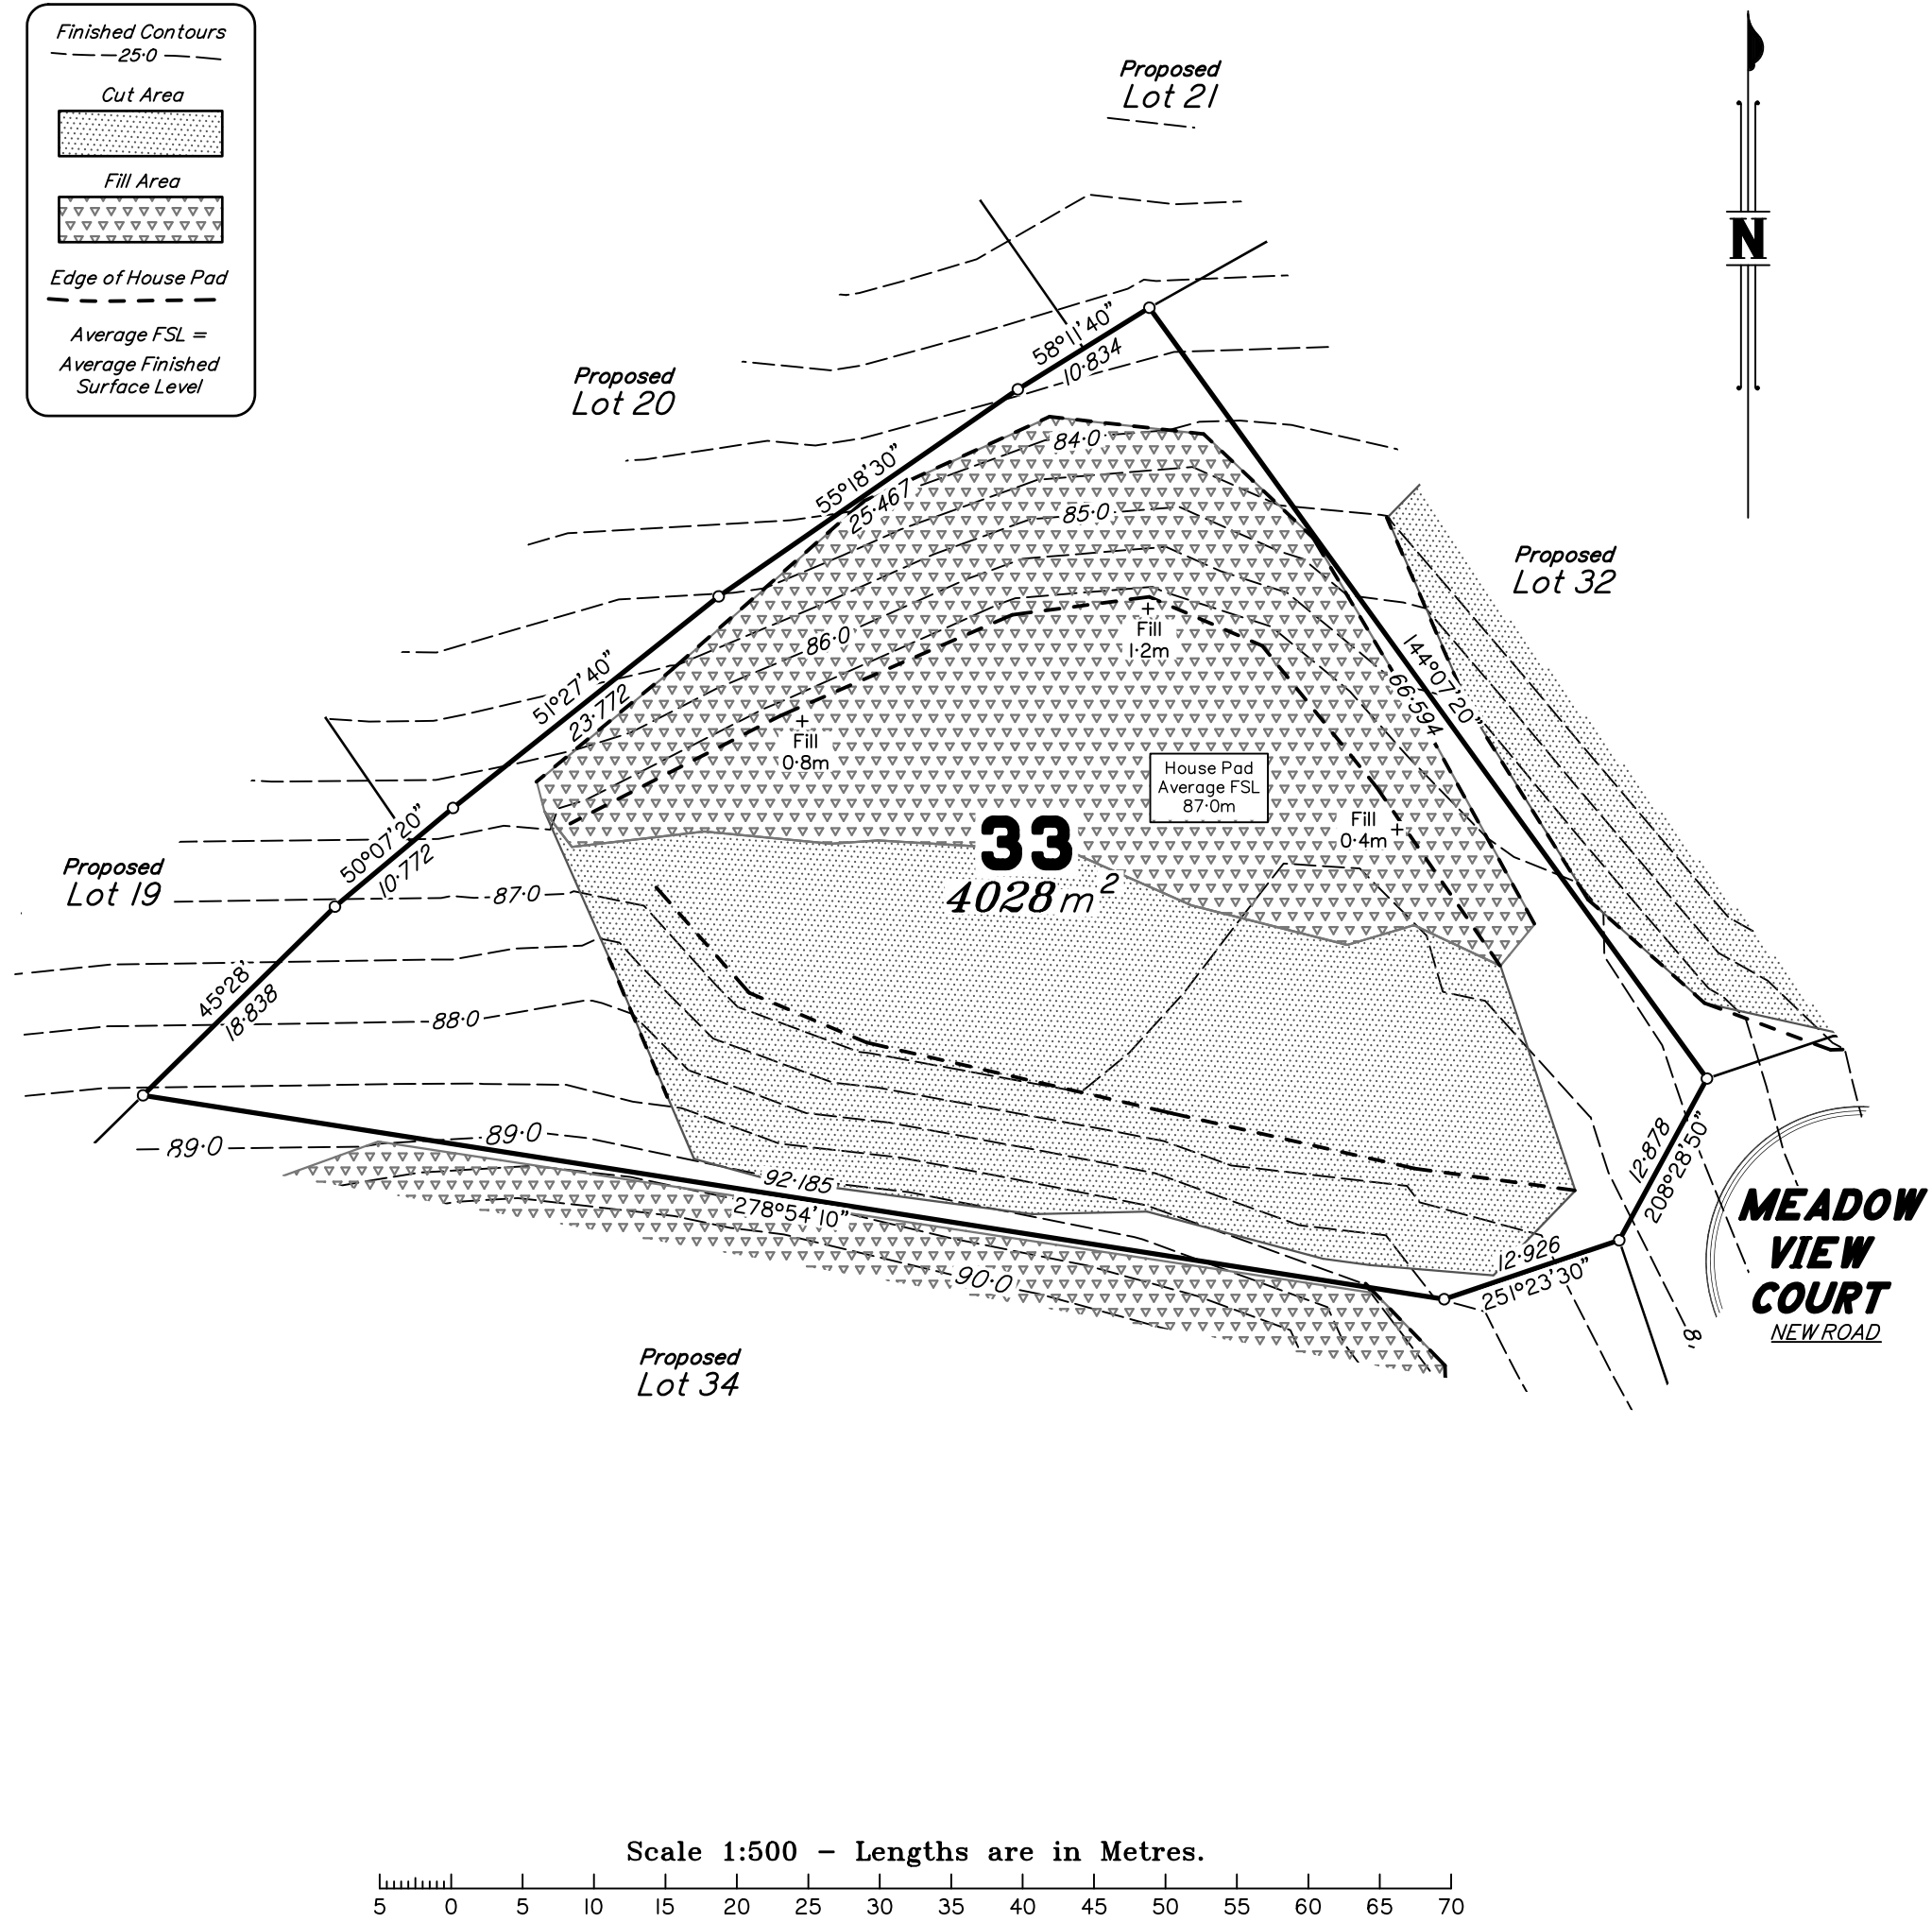 Finished Contours
25·0
Cut Area
Fill Area
Edge of House Pad
Average FSL =
Average Finished
Surface Level
Proposed
Lot 21
N
Proposed
Lot 20
58°11'40"
10·834
55°18'30"
25·467
84·0
85·0
Proposed
Lot 32
86·0
Fill
1·2m
51°27'40"
23·772
144°07'20"
66·594
Fill
0·8m
House Pad
Average FSL
87·0m
Fill
0·4m
33
4028 m²
50°07'20"
10·772
Proposed
Lot 19
87·0
45°28'
18·838
88·0
89·0
89·0
92·185
278°54'10"
90·0
12·878
208°28'50"
12·926
251°23'30"
8·
MEADOW
VIEW
COURT
NEW ROAD
Proposed
Lot 34
Scale 1:500 – Lengths are in Metres.
5 0 5 10 15 20 25 30 35 40 45 50 55 60 65 70